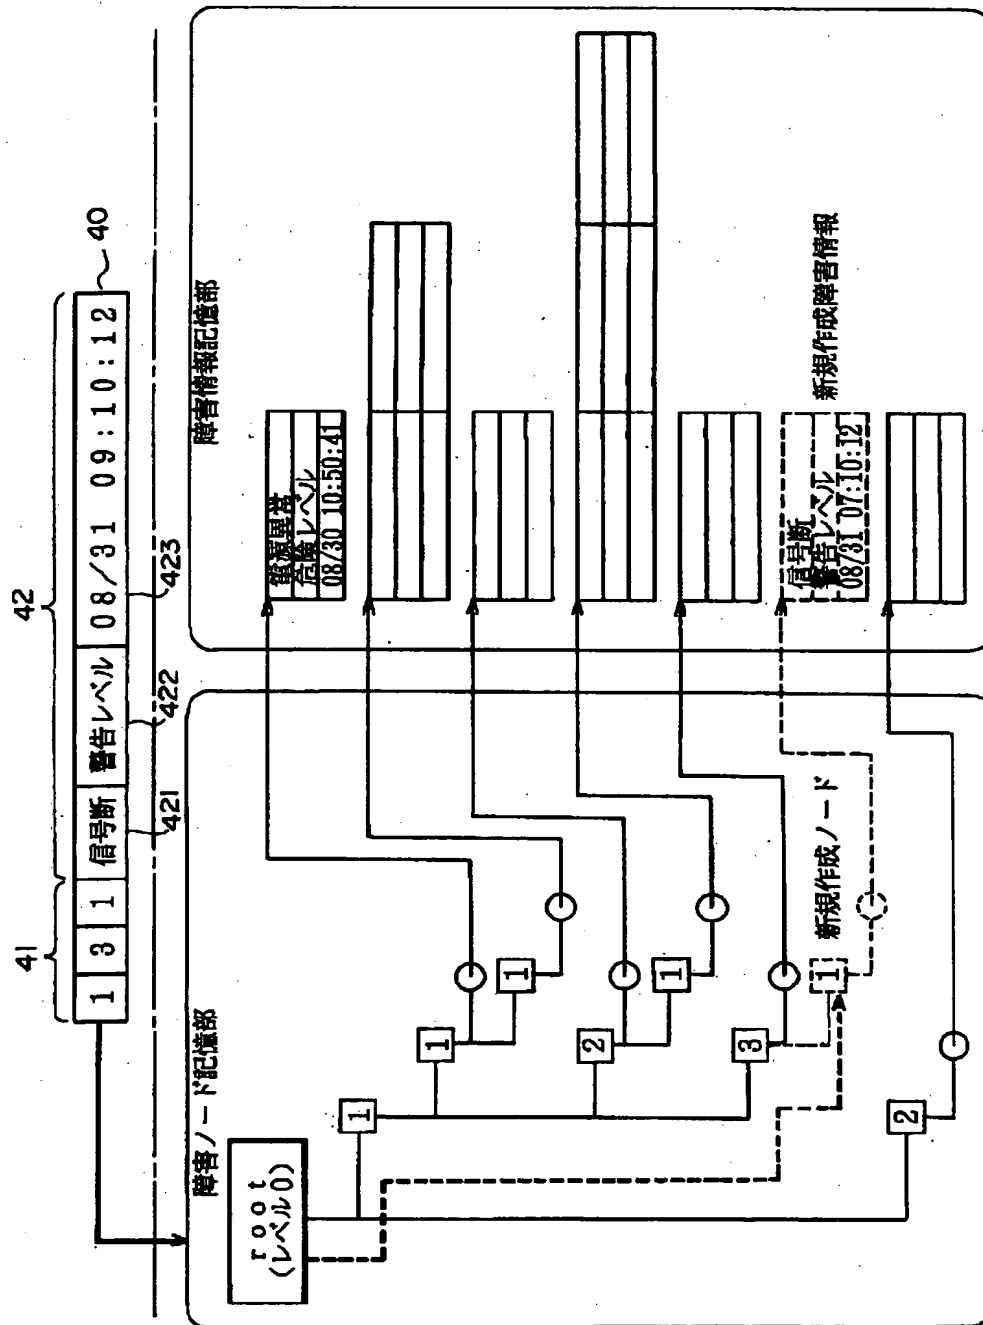 41
42
1 3 1 信号断 警告レベル 08/31 09:10:12
40
421
422
423
障害ノード記憶部
障害情報記憶部
root
(レベル0)
1
1
1
電源異常
危険レベル
08/30 10:50:41
2
1
3
1
新規作成ノード
信号断
警告レベル
08/31 07:10:12
新規作成障害情報
2